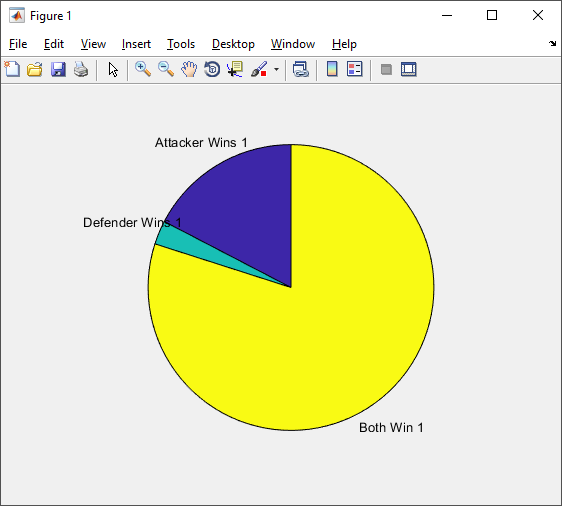 Figure 1
File Edit View Insert Tools Desktop Window Help
Attacker Wins 1
Defender Wins 1
Both Win 1